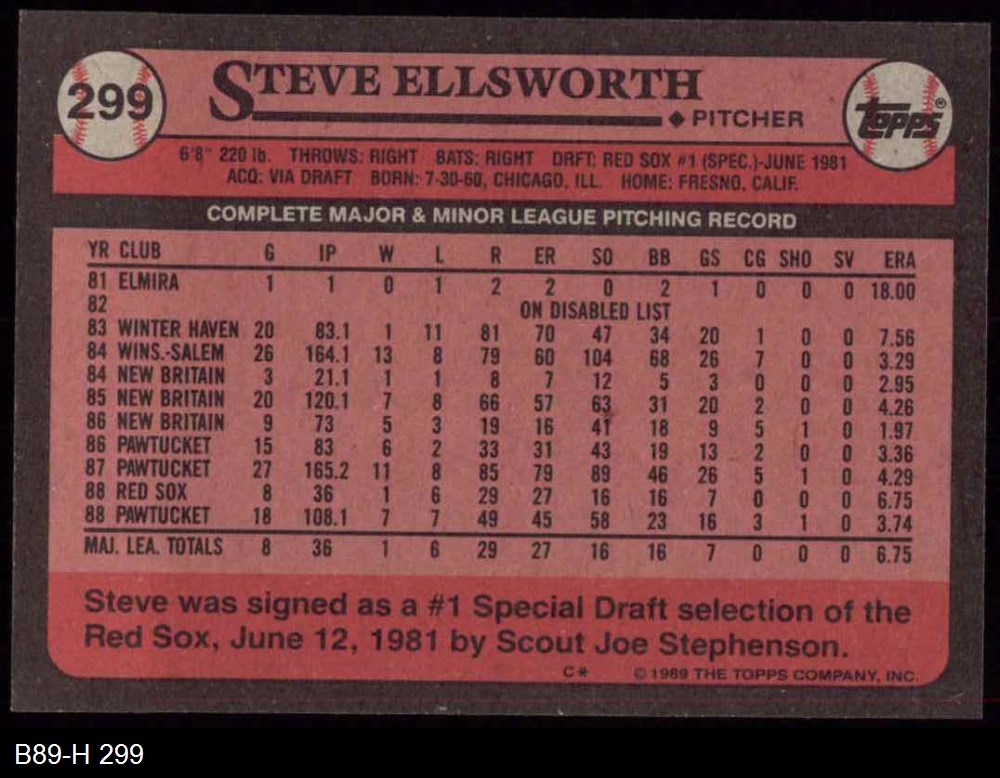 299
STEVE ELLSWORTH
◆ PITCHER
TOPPS®
6'8" 220 lb. THROWS: RIGHT BATS: RIGHT DRFT: RED SOX #1 (SPEC.)-JUNE 1981
ACQ: VIA DRAFT BORN: 7-30-60, CHICAGO, ILL. HOME: FRESNO, CALIF.
COMPLETE MAJOR & MINOR LEAGUE PITCHING RECORD
YR CLUB G IP W L R ER SO BB GS CG SHO SV ERA
81 ELMIRA 1 1 0 1 2 2 0 2 1 0 0 0 18.00
82 ON DISABLED LIST
83 WINTER HAVEN 20 83.1 1 11 81 70 47 34 20 1 0 0 7.56
84 WINS.-SALEM 26 164.1 13 8 79 60 104 68 26 7 0 0 3.29
84 NEW BRITAIN 3 21.1 1 1 8 7 12 5 3 0 0 0 2.95
85 NEW BRITAIN 20 120.1 7 8 66 57 63 31 20 2 0 0 4.26
86 NEW BRITAIN 9 73 5 3 19 16 41 18 9 5 1 0 1.97
86 PAWTUCKET 15 83 6 2 33 31 43 19 13 2 0 0 3.36
87 PAWTUCKET 27 165.2 11 8 85 79 89 46 26 5 1 0 4.29
88 RED SOX 8 36 1 6 29 27 16 16 7 0 0 0 6.75
88 PAWTUCKET 18 108.1 7 7 49 45 58 23 16 3 1 0 3.74
MAJ. LEA. TOTALS 8 36 1 6 29 27 16 16 7 0 0 0 6.75
Steve was signed as a #1 Special Draft selection of the
Red Sox, June 12, 1981 by Scout Joe Stephenson.
C* © 1989 THE TOPPS COMPANY, INC.
B89-H 299